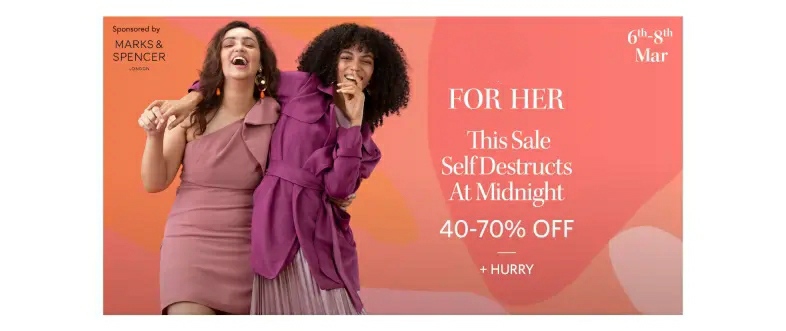 Sponsored by
MARKS &
SPENCER
LONDON
6th-8th
Mar
FOR HER
This Sale
Self Destructs
At Midnight
40-70% OFF
+ HURRY